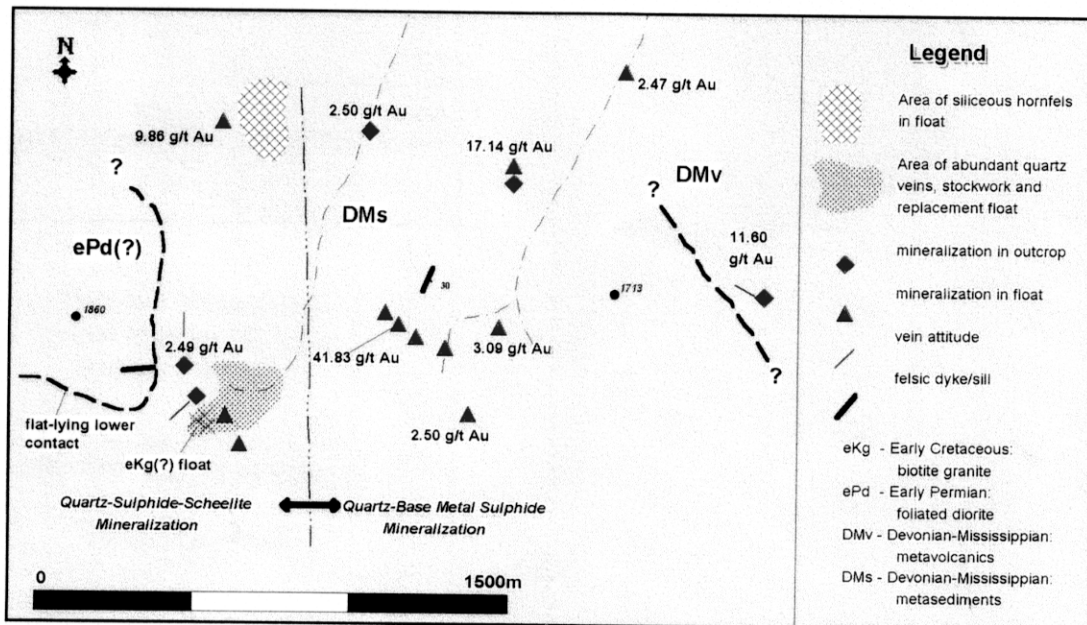 N
9.86 g/t Au
2.50 g/t Au
2.47 g/t Au
17.14 g/t Au
?
?
DMv
DMs
ePd(?)
11.60
g/t Au
30
1713
1860
2.49 g/t Au
41.83 g/t Au
3.09 g/t Au
?
flat-lying lower
contact
2.50 g/t Au
eKg(?) float
Quartz-Sulphide-Scheelite
Mineralization
Quartz-Base Metal Sulphide
Mineralization
0
1500m
Legend
Area of siliceous hornfels
in float
Area of abundant quartz
veins, stockwork and
replacement float
mineralization in outcrop
mineralization in float
vein attitude
felsic dyke/sill
eKg - Early Cretaceous:
biotite granite
ePd - Early Permian:
foliated diorite
DMv - Devonian-Mississippian:
metavolcanics
DMs - Devonian-Mississippian:
metasediments